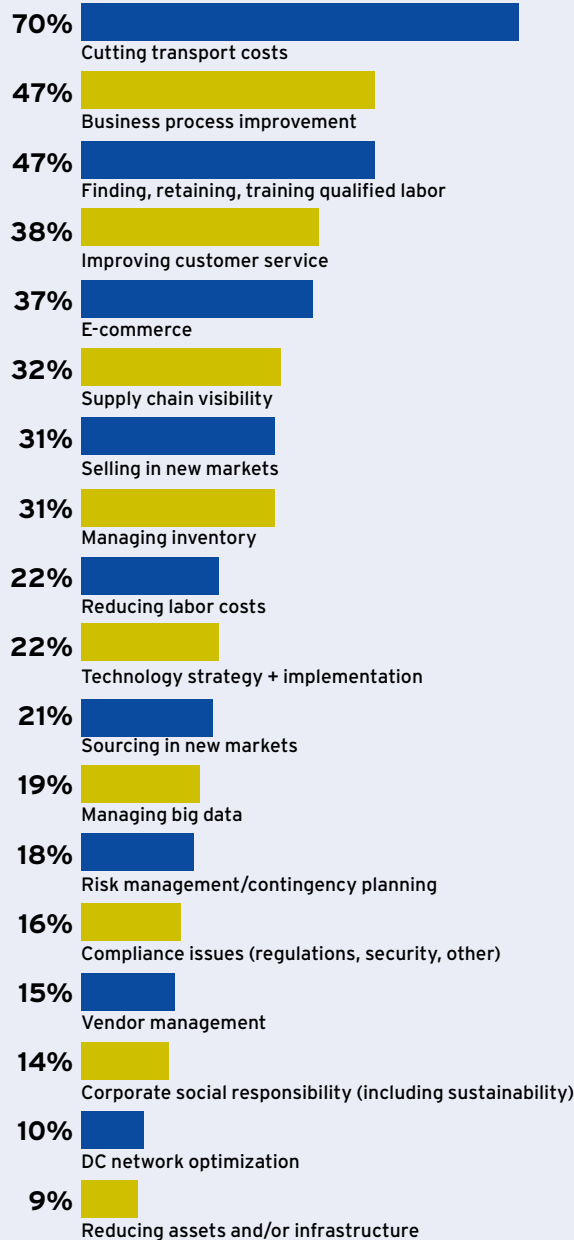 70%
Cutting transport costs
47%
Business process improvement
47%
Finding, retaining, training qualified labor
38%
Improving customer service
37%
E-commerce
32%
Supply chain visibility
31%
Selling in new markets
31%
Managing inventory
22%
Reducing labor costs
22%
Technology strategy + implementation
21%
Sourcing in new markets
19%
Managing big data
18%
Risk management/contingency planning
16%
Compliance issues (regulations, security, other)
15%
Vendor management
14%
Corporate social responsibility (including sustainability)
10%
DC network optimization
9%
Reducing assets and/or infrastructure